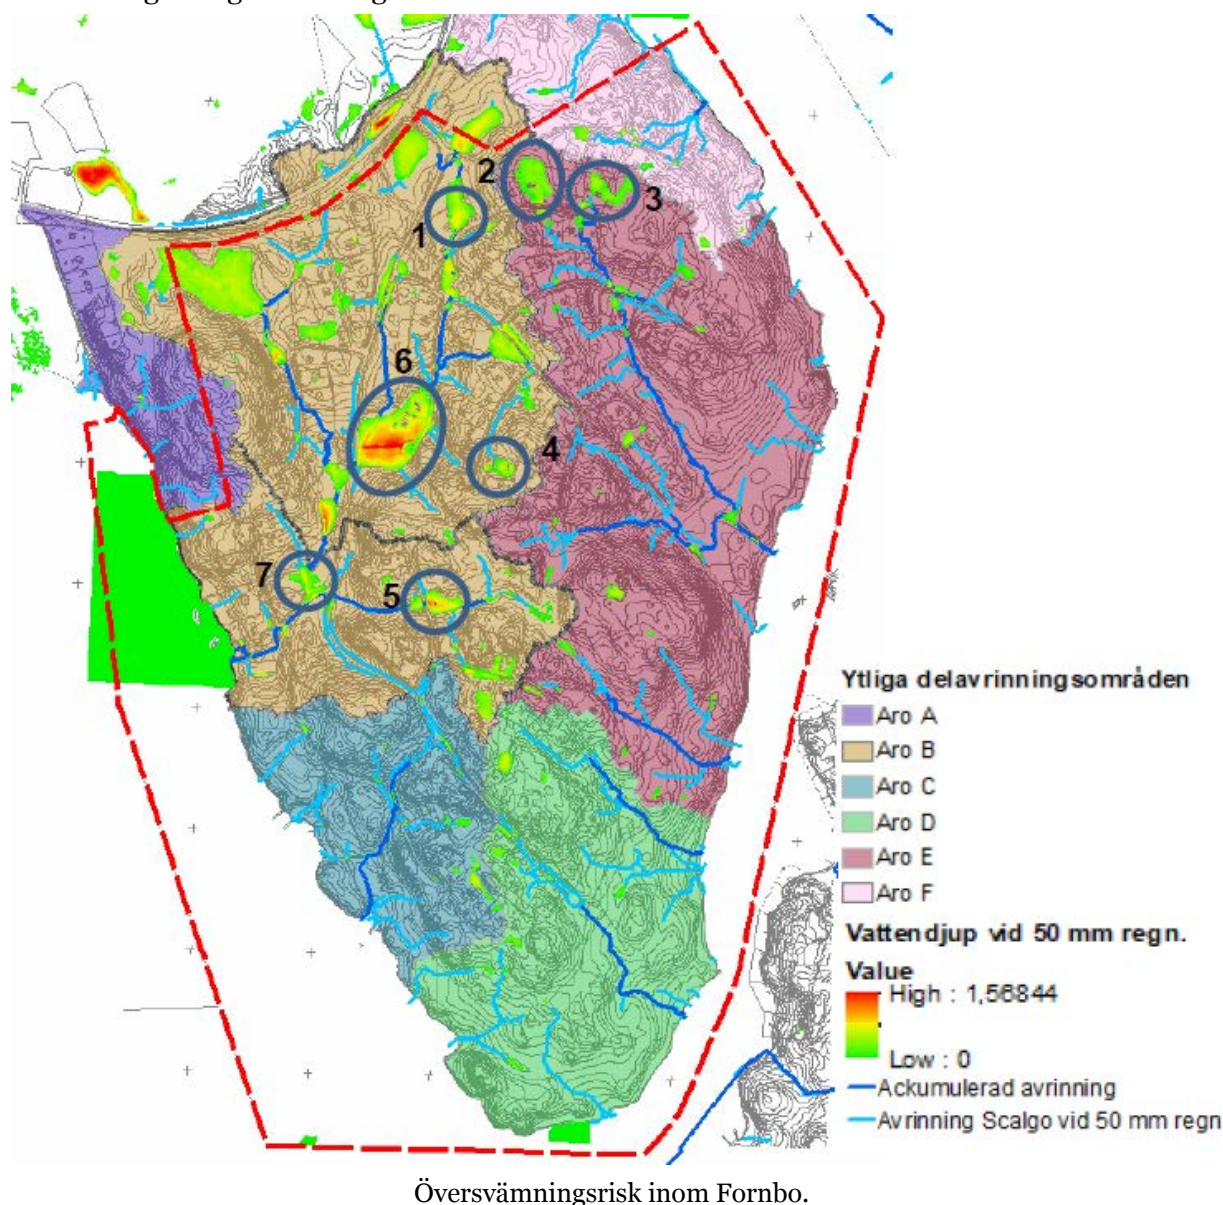 2
3
1
6
4
7
5
Ytliga delavrinningsområden
Aro A
Aro B
Aro C
Aro D
Aro E
Aro F
Vattendjup vid 50 mm regn.
Value
High : 1,56844
Low : 0
Ackumulerad avrinning
Avrinning Scalgo vid 50 mm regn
Översvämningsrisk inom Fornbo.